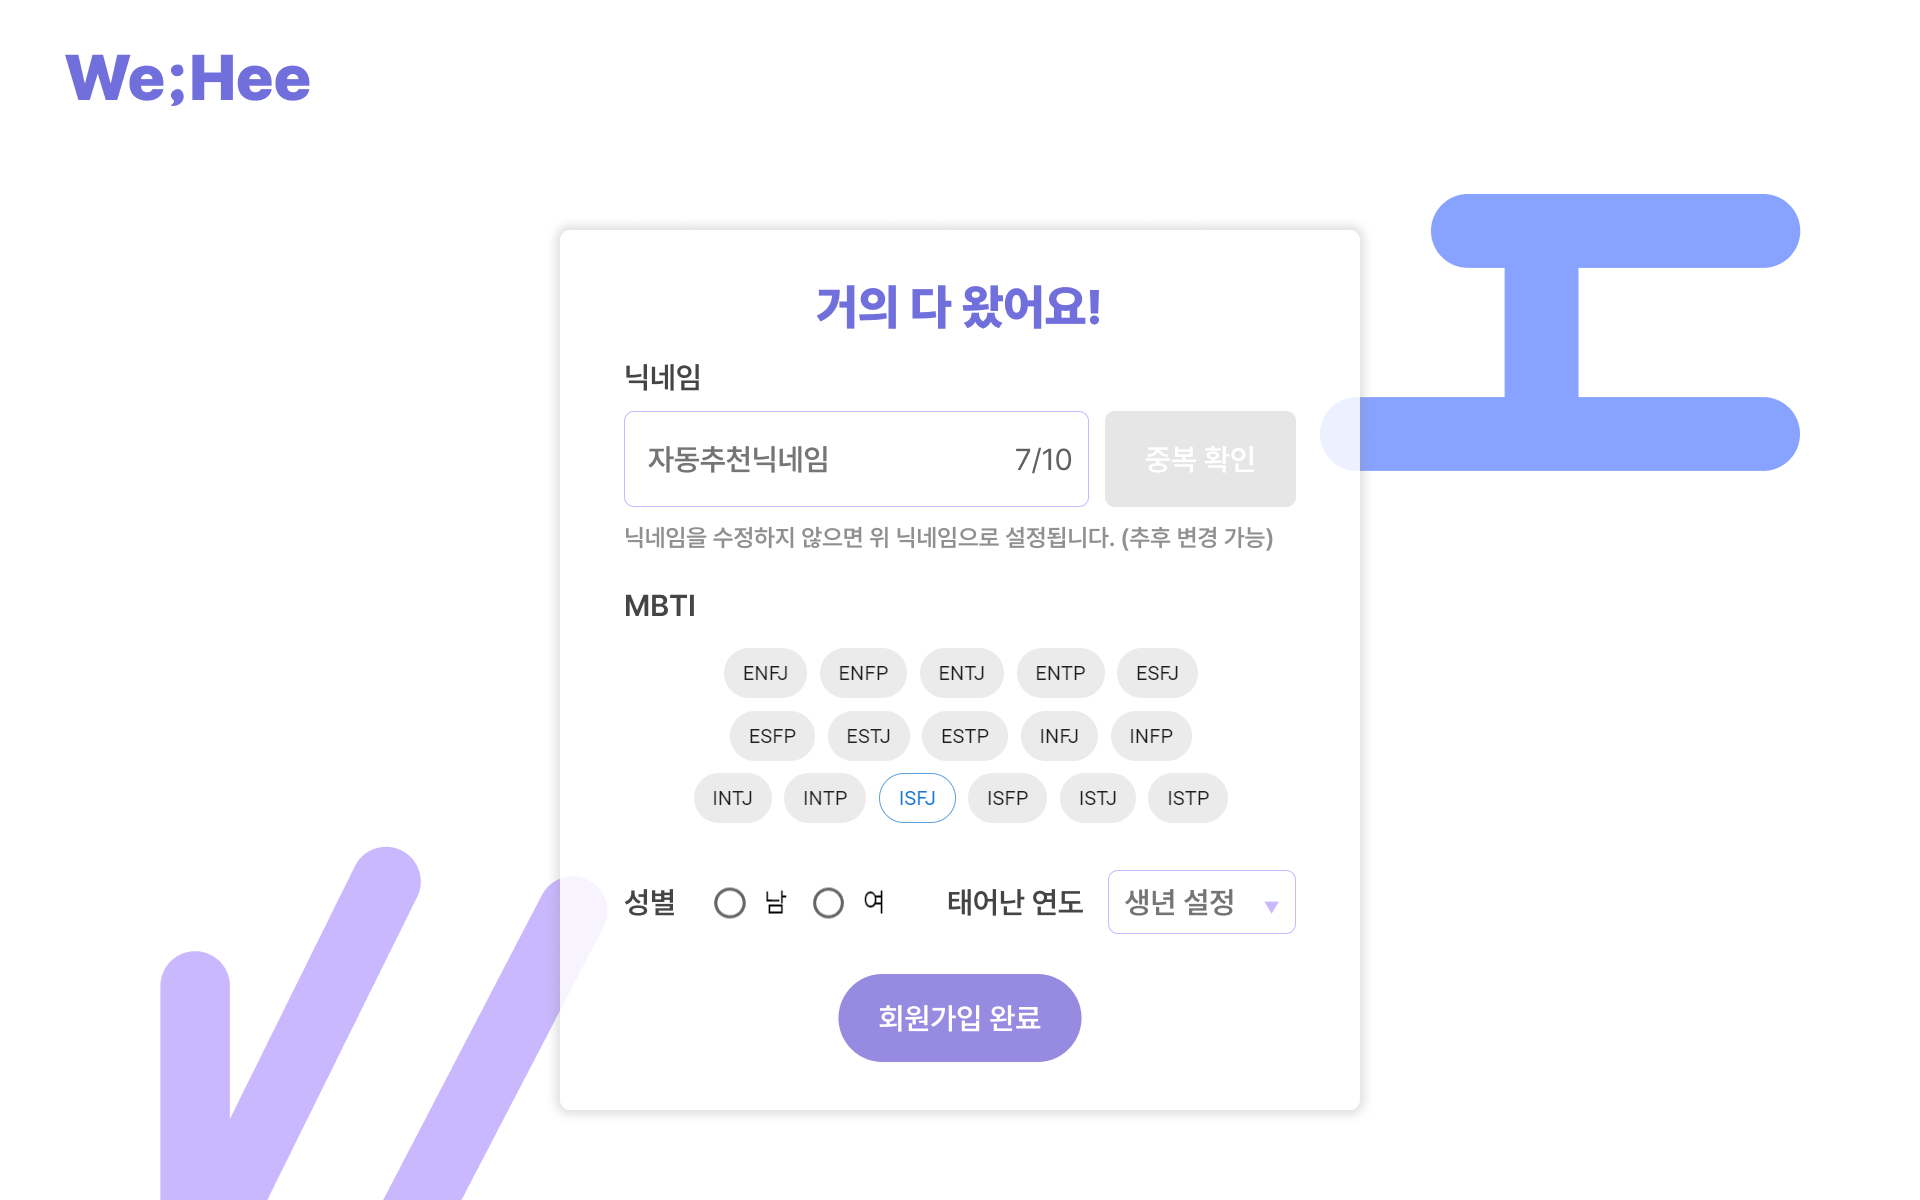 We;Hee
거의 다 왔어요!
닉네임
자동추천닉네임 7/10 중복 확인
닉네임을 수정하지 않으면 위 닉네임으로 설정됩니다. (추후 변경 가능)
MBTI
ENFJ ENFP ENTJ ENTP ESFJ
ESFP ESTJ ESTP INFJ INFP
INTJ INTP ISFJ ISFP ISTJ ISTP
성별 남 여 태어난 연도 생년 설정
회원가입 완료